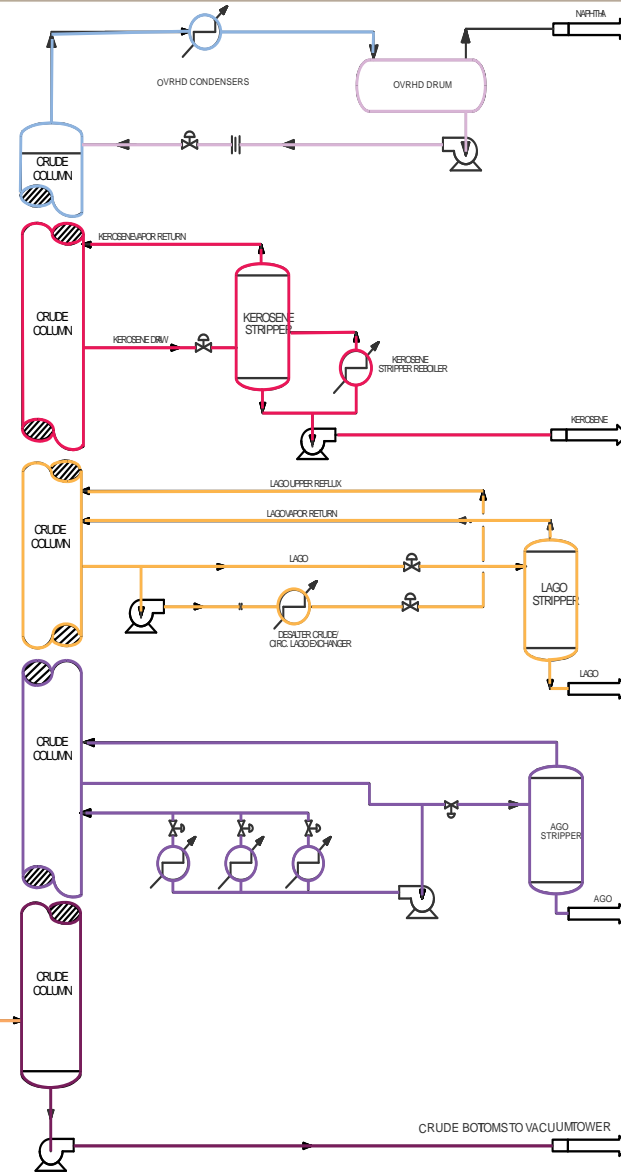 NAPHTHA
OVRHD CONDENSERS
OVRHD DRUM
CRUDE
COLUMN
KEROSENE VAPOR RETURN
CRUDE
COLUMN
KEROSENE
STRIPPER
KEROSENE DRAW
KEROSENE
STRIPPER REBOILER
KEROSENE
LAGO UPPER REFLUX
LAGO VAPOR RETURN
CRUDE
COLUMN
LAGO
LAGO
STRIPPER
DESALTER CRUDE/
CIRC. LAGO EXCHANGER
LAGO
CRUDE
COLUMN
AGO
STRIPPER
AGO
CRUDE
COLUMN
CRUDE BOTTOMS TO VACUUM TOWER